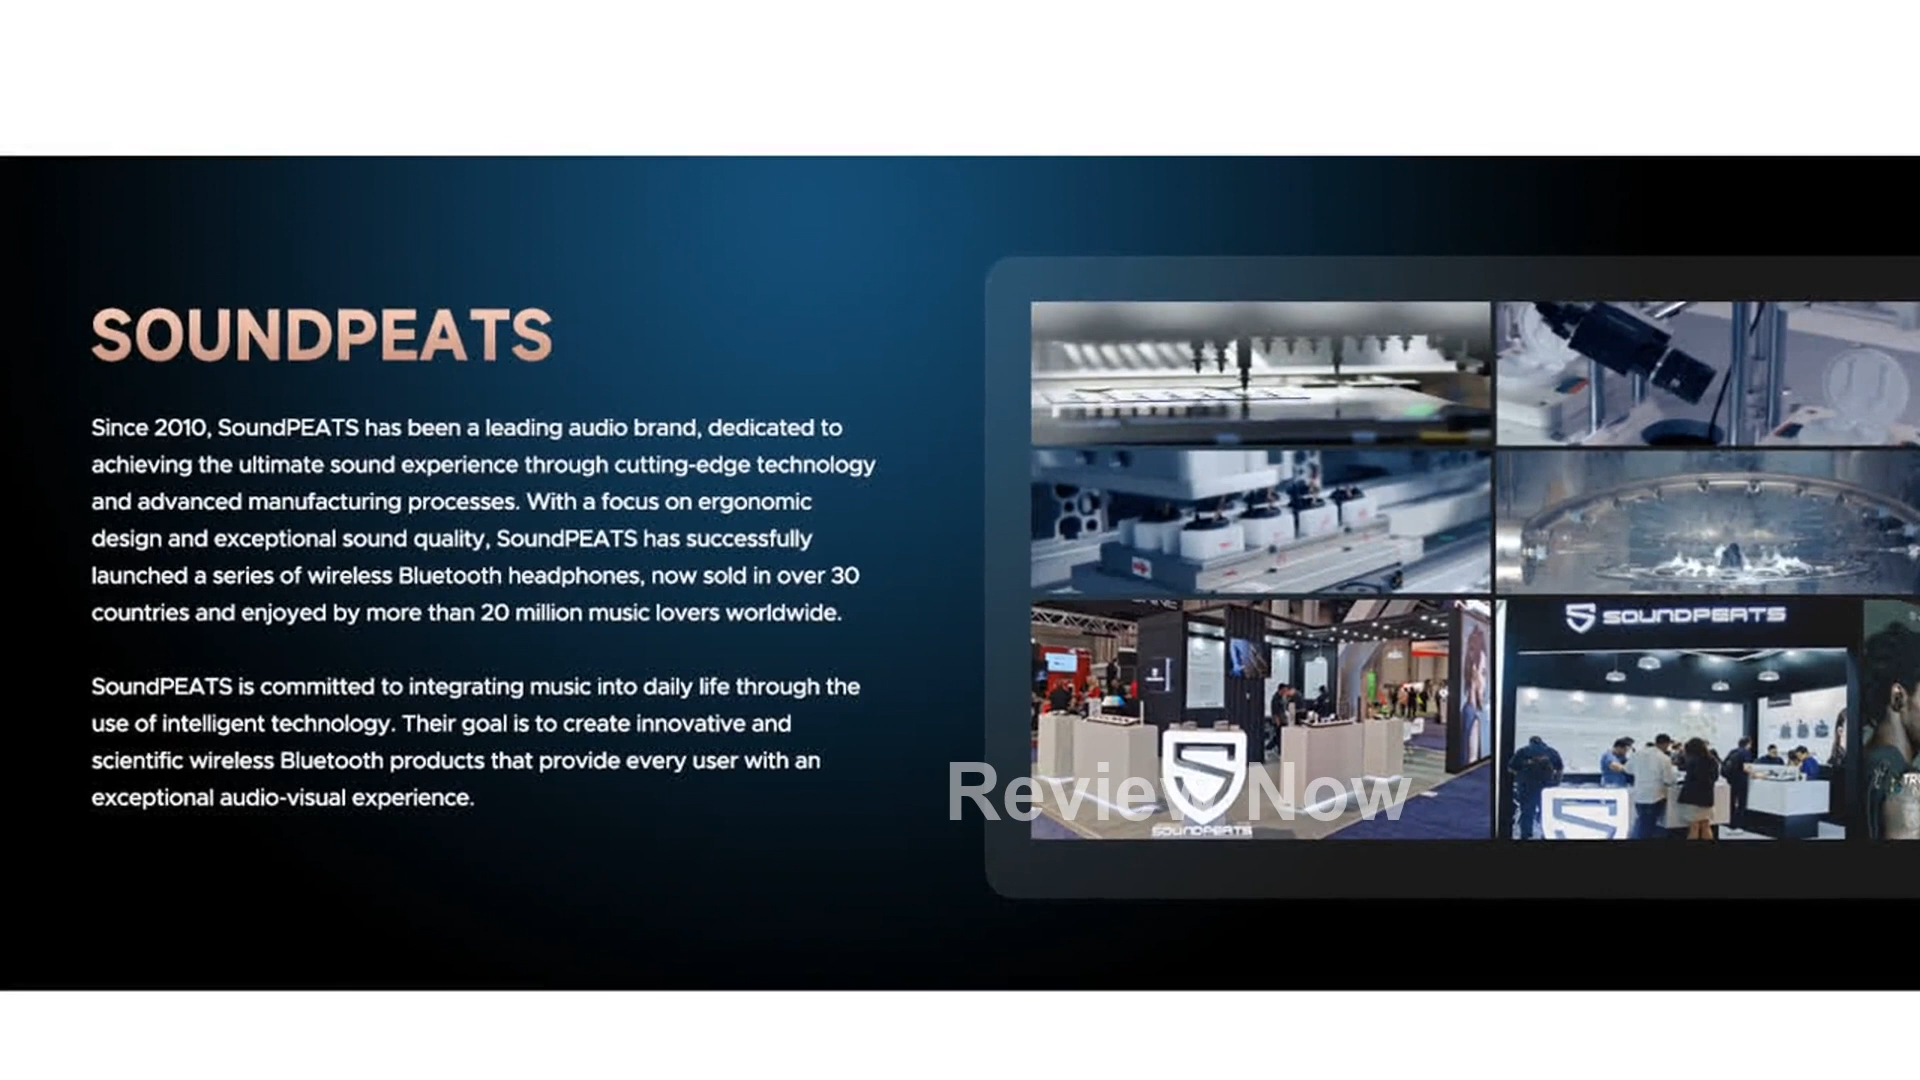 SOUNDPEATS
Since 2010, SoundPEATS has been a leading audio brand, dedicated to
achieving the ultimate sound experience through cutting-edge technology
and advanced manufacturing processes. With a focus on ergonomic
design and exceptional sound quality, SoundPEATS has successfully
launched a series of wireless Bluetooth headphones, now sold in over 30
countries and enjoyed by more than 20 million music lovers worldwide.
SoundPEATS is committed to integrating music into daily life through the
use of intelligent technology. Their goal is to create innovative and
scientific wireless Bluetooth products that provide every user with an
exceptional audio-visual experience.
SOUNDPEATS
Review Now
SOUNDPEATS